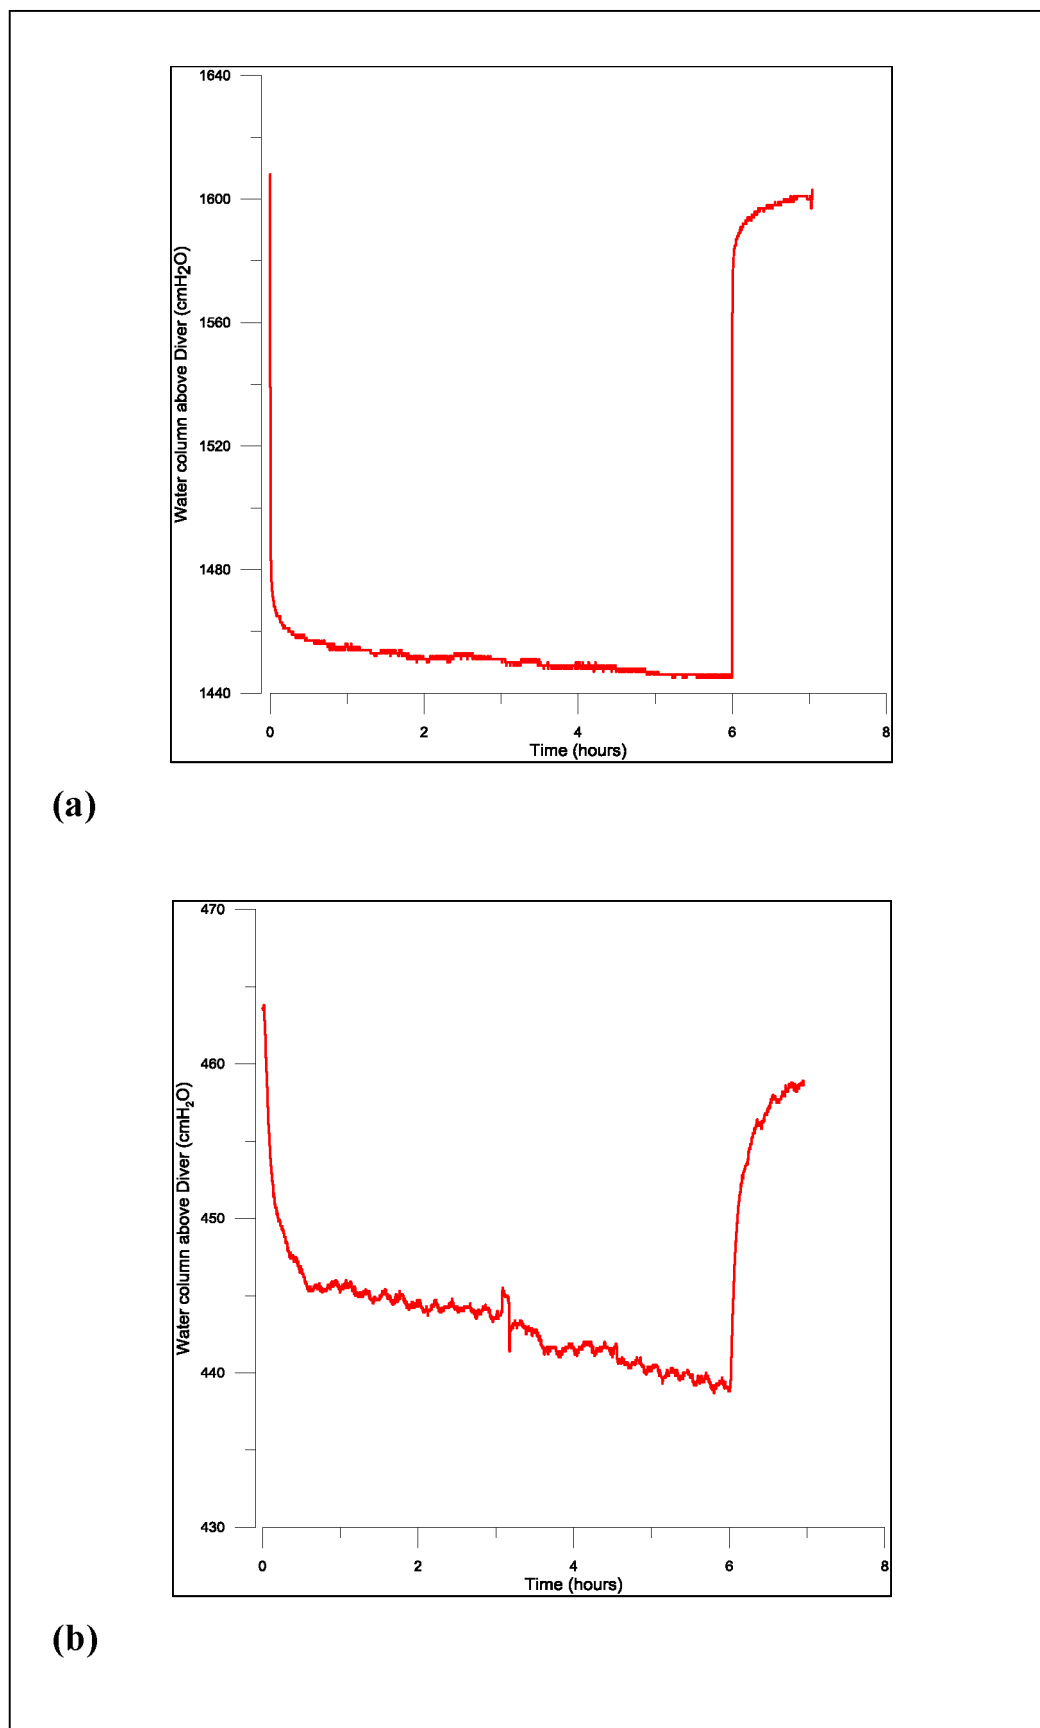 1640
1600
1560
1520
1480
1440
Water column above Diver (cmH2O)
0 2 4 6 8
Time (hours)
(a)
470
460
450
440
430
Water column above Diver (cmH₂O)
0 2 4 6 8
Time (hours)
(b)